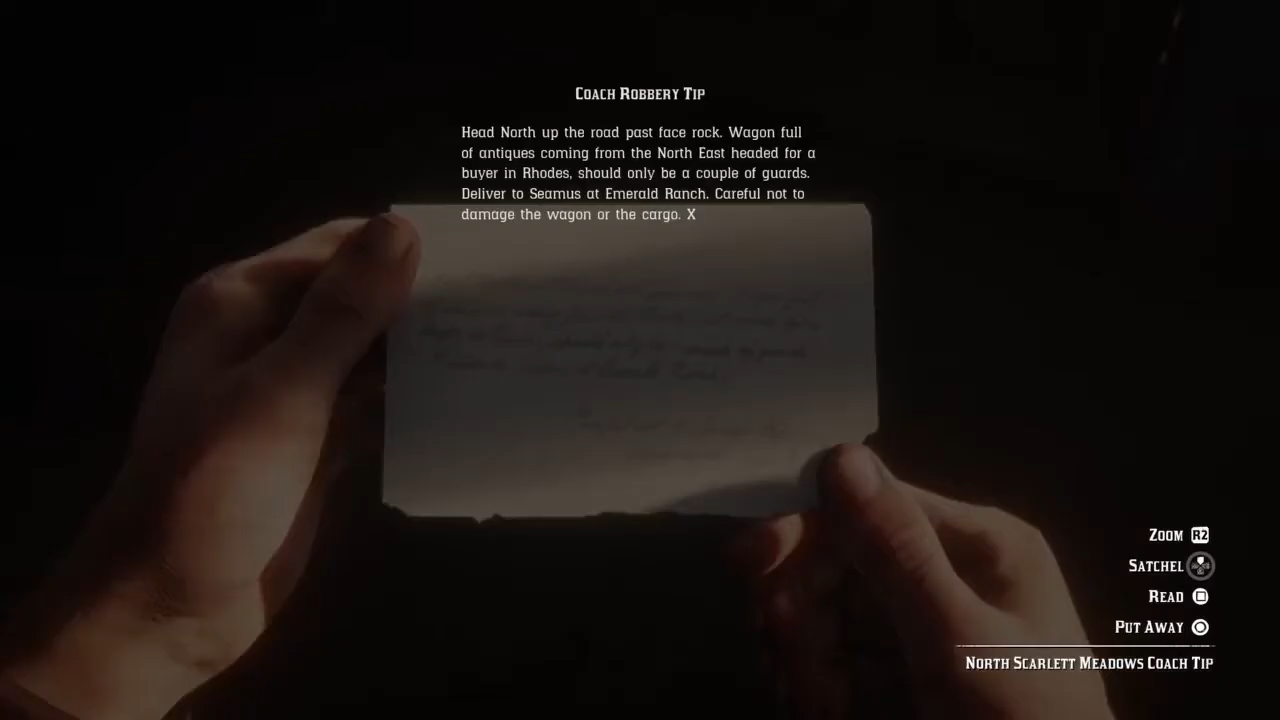 Coach Robbery Tip
Head North up the road past face rock. Wagon full
of antiques coming from the North East headed for a
buyer in Rhodes, should only be a couple of guards.
Deliver to Seamus at Emerald Ranch. Careful not to
damage the wagon or the cargo. X
Zoom R2
Satchel
Read
Put Away
North Scarlett Meadows Coach Tip